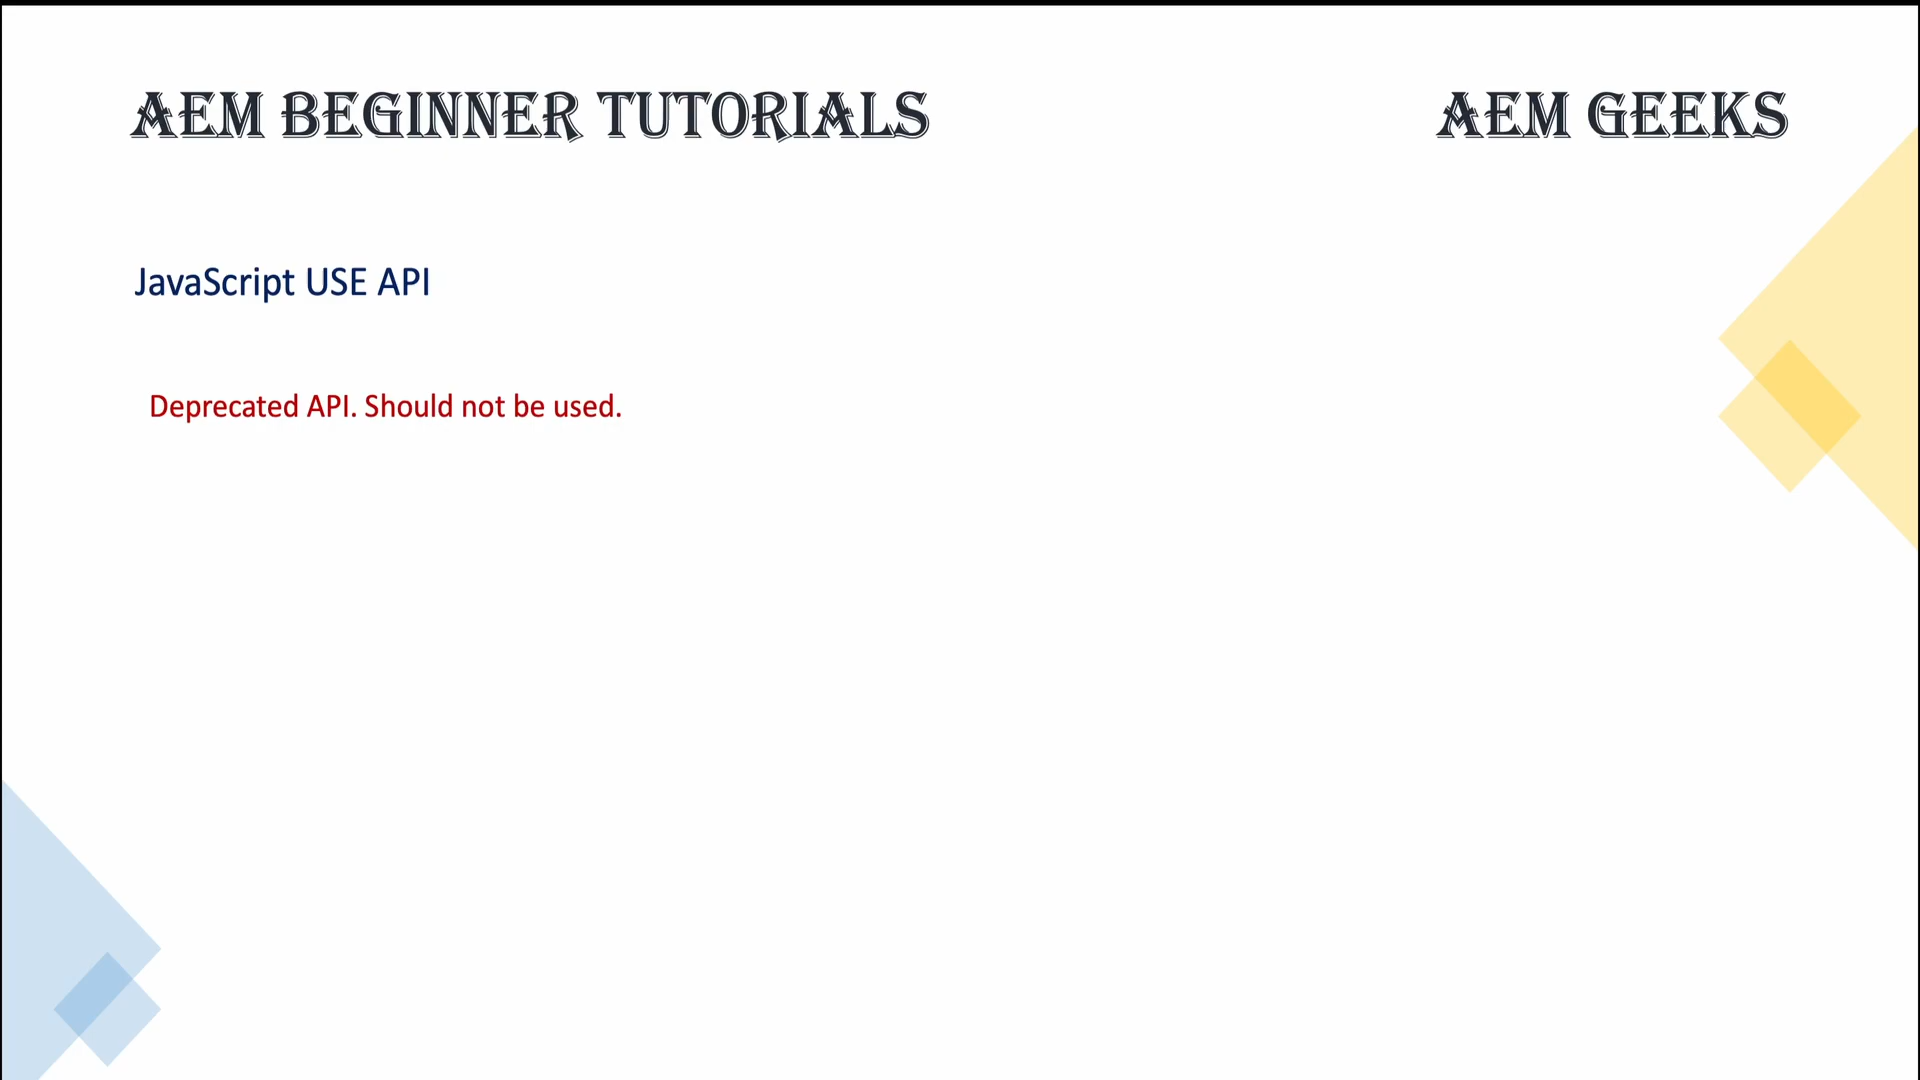 AEM BEGINNER TUTORIALS
AEM GEEKS
JavaScript USE API
Deprecated API. Should not be used.